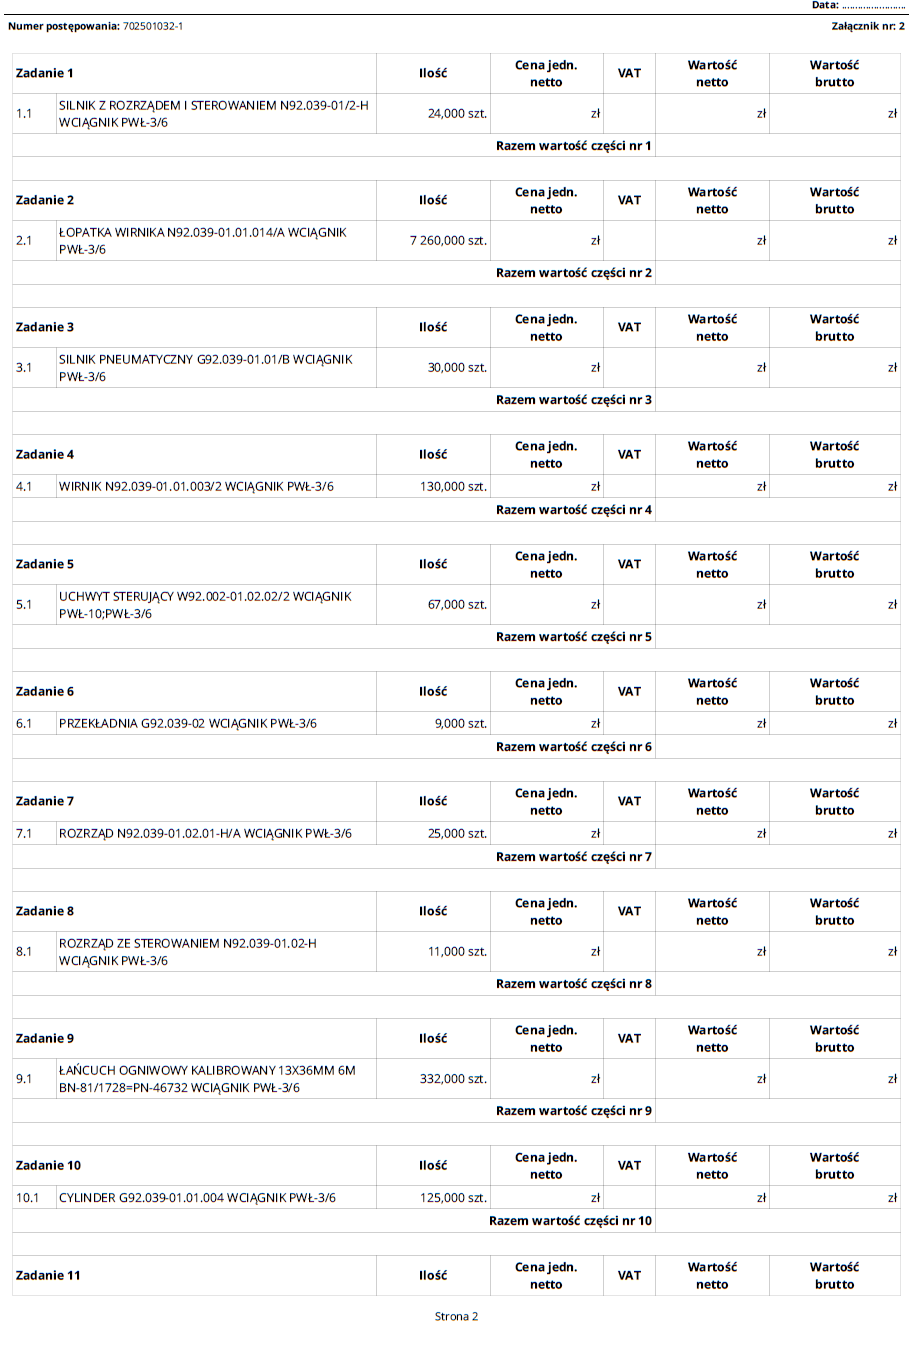 Data: ........................
Numer postępowania: 702501032-1 Załącznik nr: 2
Zadanie 1 Ilość Cena jedn. netto VAT Wartość netto Wartość brutto
1.1 SILNIK Z ROZRZĄDEM I STEROWANIEM N92.039-01/2-H WCIĄGNIK PWŁ-3/6 24,000 szt. zł zł zł
Razem wartość części nr 1
Zadanie 2 Ilość Cena jedn. netto VAT Wartość netto Wartość brutto
2.1 ŁOPATKA WIRNIKA N92.039-01.01.014/A WCIĄGNIK PWŁ-3/6 7 260,000 szt. zł zł zł
Razem wartość części nr 2
Zadanie 3 Ilość Cena jedn. netto VAT Wartość netto Wartość brutto
3.1 SILNIK PNEUMATYCZNY G92.039-01.01/B WCIĄGNIK PWŁ-3/6 30,000 szt. zł zł zł
Razem wartość części nr 3
Zadanie 4 Ilość Cena jedn. netto VAT Wartość netto Wartość brutto
4.1 WIRNIK N92.039-01.01.003/2 WCIĄGNIK PWŁ-3/6 130,000 szt. zł zł zł
Razem wartość części nr 4
Zadanie 5 Ilość Cena jedn. netto VAT Wartość netto Wartość brutto
5.1 UCHWYT STERUJĄCY W92.002-01.02.02/2 WCIĄGNIK PWŁ-10;PWŁ-3/6 67,000 szt. zł zł zł
Razem wartość części nr 5
Zadanie 6 Ilość Cena jedn. netto VAT Wartość netto Wartość brutto
6.1 PRZEKŁADNIA G92.039-02 WCIĄGNIK PWŁ-3/6 9,000 szt. zł zł zł
Razem wartość części nr 6
Zadanie 7 Ilość Cena jedn. netto VAT Wartość netto Wartość brutto
7.1 ROZRZĄD N92.039-01.02.01-H/A WCIĄGNIK PWŁ-3/6 25,000 szt. zł zł zł
Razem wartość części nr 7
Zadanie 8 Ilość Cena jedn. netto VAT Wartość netto Wartość brutto
8.1 ROZRZĄD ZE STEROWANIEM N92.039-01.02-H WCIĄGNIK PWŁ-3/6 11,000 szt. zł zł zł
Razem wartość części nr 8
Zadanie 9 Ilość Cena jedn. netto VAT Wartość netto Wartość brutto
9.1 ŁAŃCUCH OGNIWOWY KALIBROWANY 13X36MM 6M BN-81/1728=PN-46732 WCIĄGNIK PWŁ-3/6 332,000 szt. zł zł zł
Razem wartość części nr 9
Zadanie 10 Ilość Cena jedn. netto VAT Wartość netto Wartość brutto
10.1 CYLINDER G92.039-01.01.004 WCIĄGNIK PWŁ-3/6 125,000 szt. zł zł zł
Razem wartość części nr 10
Zadanie 11 Ilość Cena jedn. netto VAT Wartość netto Wartość brutto
Strona 2